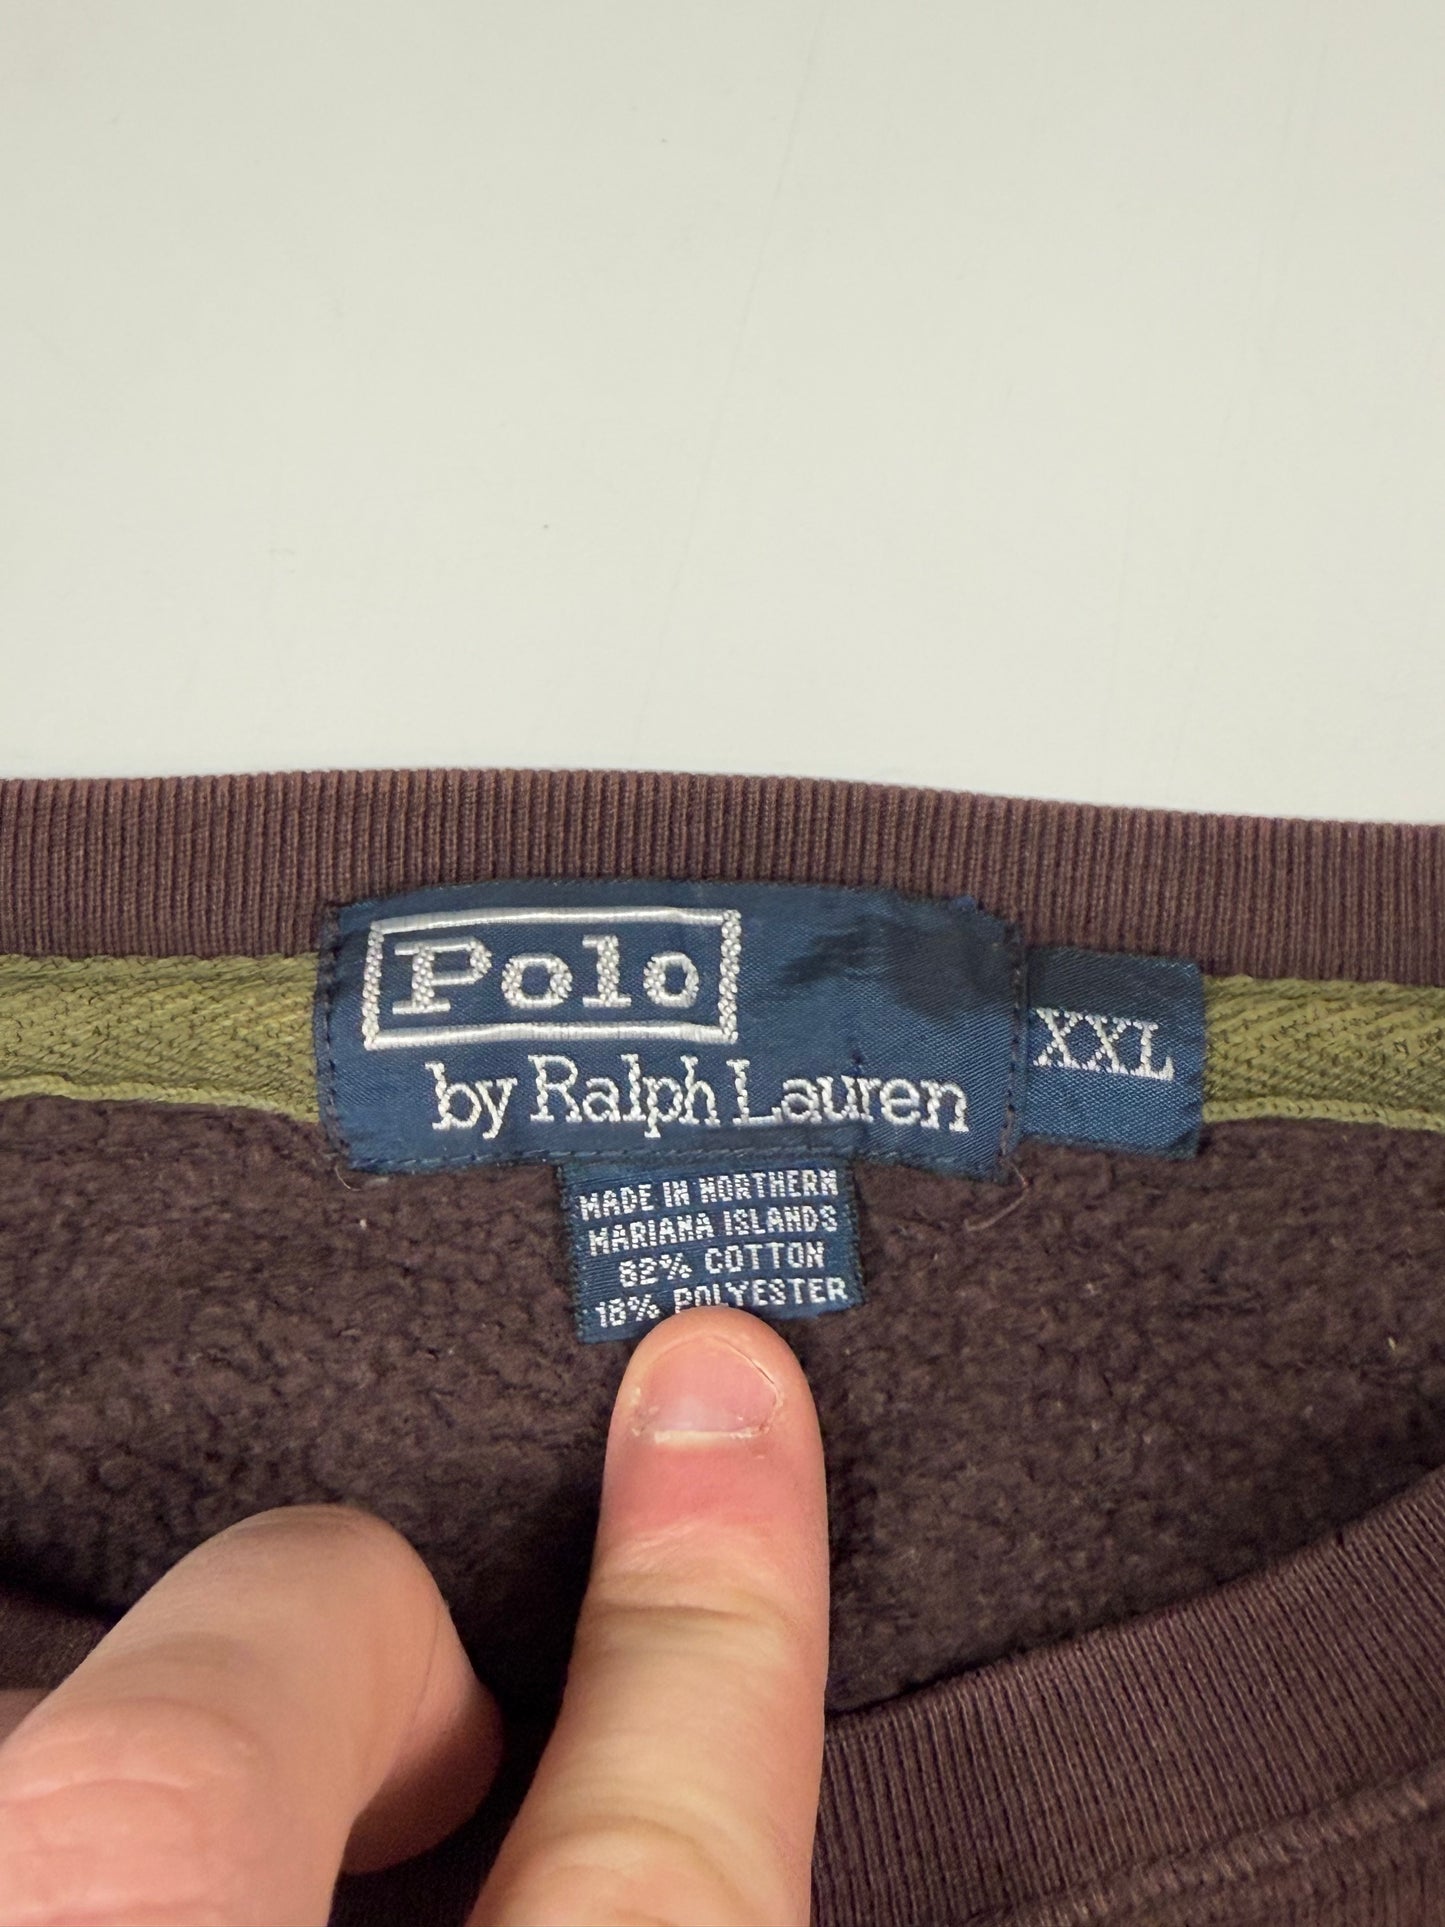 Polo
by Ralph Lauren
XXL
MADE IN NORTHERN
MARIANA ISLANDS
82% COTTON
18% POLYESTER